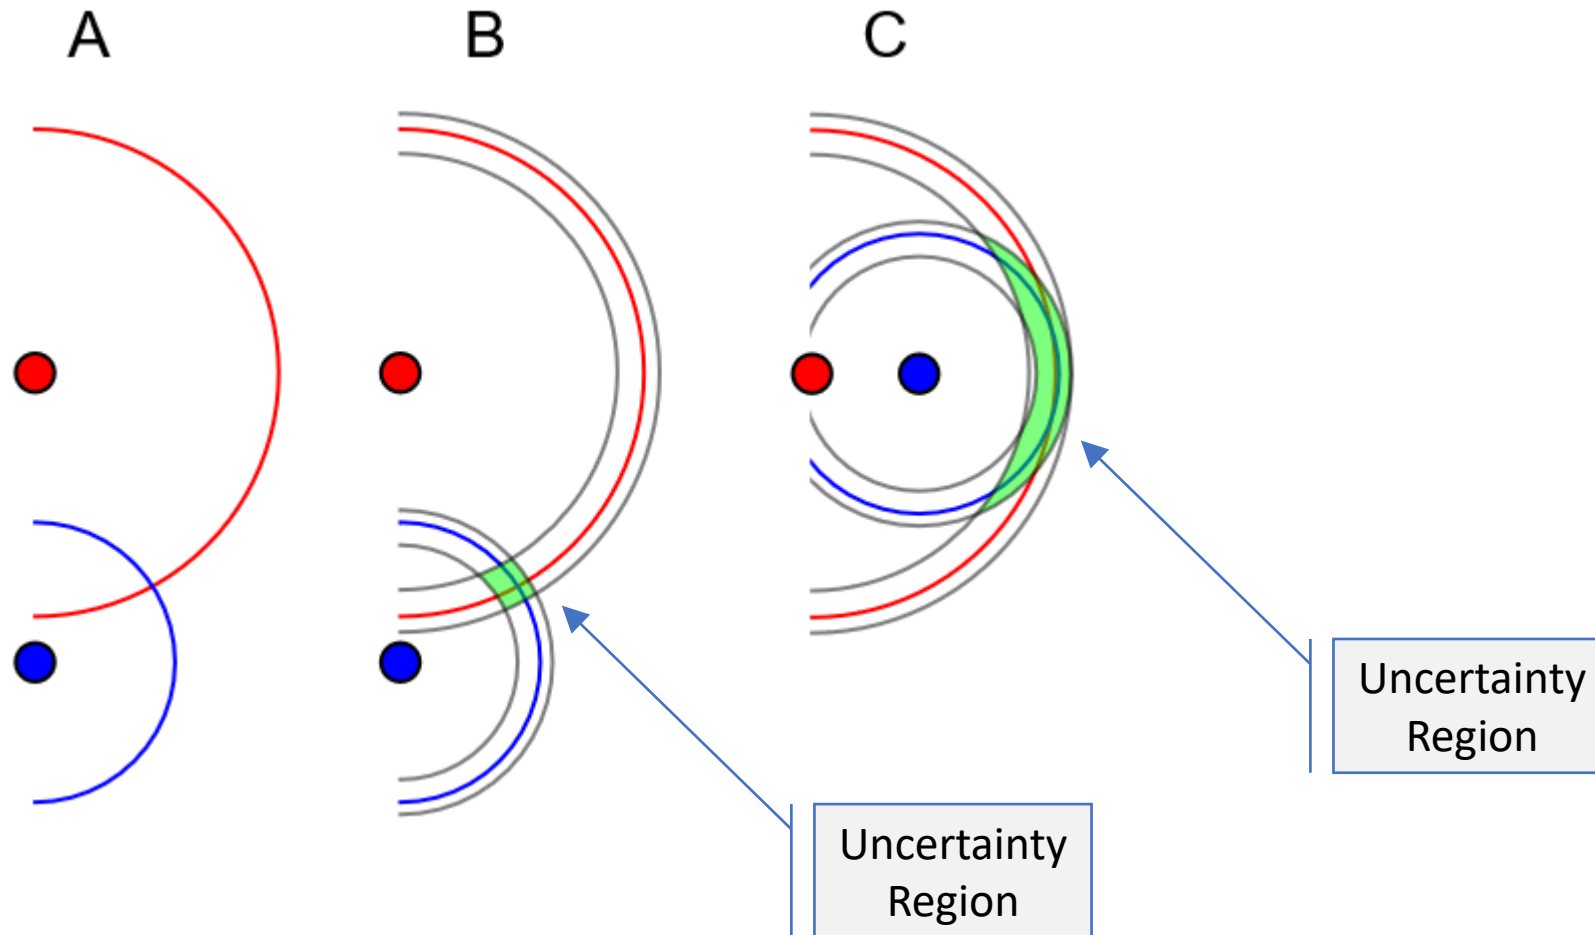 A
B
C
Uncertainty
Region
Uncertainty
Region